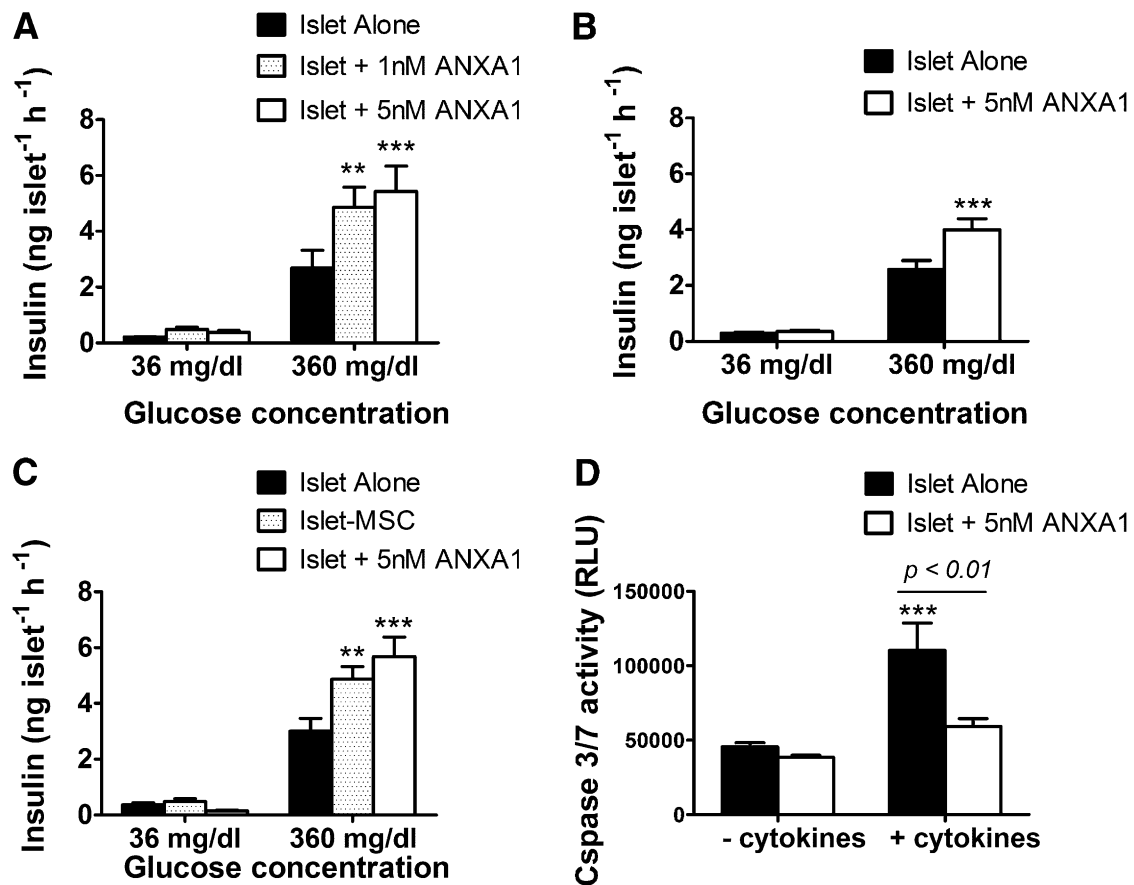 A
Islet Alone
Islet + 1nM ANXA1
Islet + 5nM ANXA1
Insulin (ng islet⁻¹ h⁻¹)
8
6
4
2
0
**
***
36 mg/dl
360 mg/dl
Glucose concentration
B
Islet Alone
Islet + 5nM ANXA1
Insulin (ng islet⁻¹ h⁻¹)
8
6
4
2
0
***
36 mg/dl
360 mg/dl
Glucose concentration
C
Islet Alone
Islet-MSC
Islet + 5nM ANXA1
Insulin (ng islet⁻¹ h⁻¹)
8
6
4
2
0
**
***
36 mg/dl
360 mg/dl
Glucose concentration
D
Islet Alone
Islet + 5nM ANXA1
Cspase 3/7 activity (RLU)
150000
100000
50000
0
p < 0.01
***
- cytokines
+ cytokines